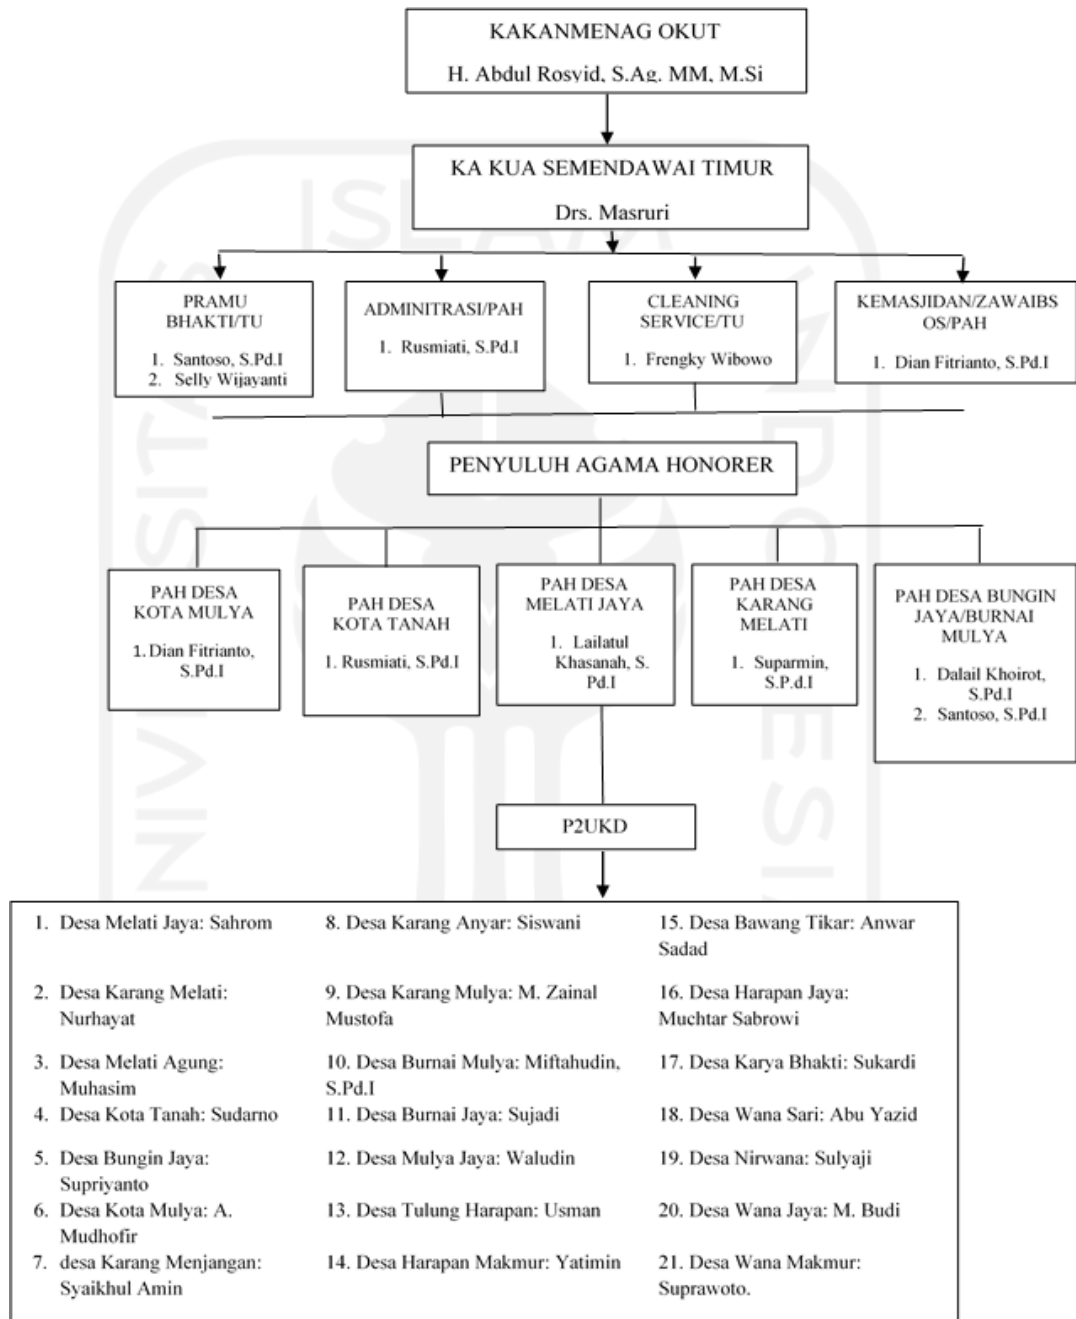 KAKANMENAG OKUT
H. Abdul Rosyid, S.Ag. MM, M.Si
KA KUA SEMENDAWAI TIMUR
Drs. Masruri
PRAMU
BHAKTI/TU
1. Santoso, S.Pd.I
2. Selly Wijayanti
ADMINITRASI/PAH
1. Rusmiati, S.Pd.I
CLEANING
SERVICE/TU
1. Frengky Wibowo
KEMASJIDAN/ZAWAIBS
OS/PAH
1. Dian Fitrianto, S.Pd.I
PENYULUH AGAMA HONORER
PAH DESA
KOTA MULYA
1. Dian Fitrianto,
S.Pd.I
PAH DESA
KOTA TANAH
1. Rusmiati, S.Pd.I
PAH DESA
MELATI JAYA
1. Lailatul
Khasanah, S.
Pd.I
PAH DESA
KARANG
MELATI
1. Suparmin,
S.P.d.I
PAH DESA BUNGIN
JAYA/BURNAI
MULYA
1. Dalail Khoirot,
S.Pd.I
2. Santoso, S.Pd.I
P2UKD
1. Desa Melati Jaya: Sahrom
2. Desa Karang Melati:
Nurhayat
3. Desa Melati Agung:
Muhasim
4. Desa Kota Tanah: Sudarno
5. Desa Bungin Jaya:
Supriyanto
6. Desa Kota Mulya: A.
Mudhofir
7. desa Karang Menjangan:
Syaikhul Amin
8. Desa Karang Anyar: Siswani
9. Desa Karang Mulya: M. Zainal
Mustofa
10. Desa Burnai Mulya: Miftahudin,
S.Pd.I
11. Desa Burnai Jaya: Sujadi
12. Desa Mulya Jaya: Waludin
13. Desa Tulung Harapan: Usman
14. Desa Harapan Makmur: Yatimin
15. Desa Bawang Tikar: Anwar
Sadad
16. Desa Harapan Jaya:
Muchtar Sabrowi
17. Desa Karya Bhakti: Sukardi
18. Desa Wana Sari: Abu Yazid
19. Desa Nirwana: Sulyaji
20. Desa Wana Jaya: M. Budi
21. Desa Wana Makmur:
Suprawoto.
ISLAM